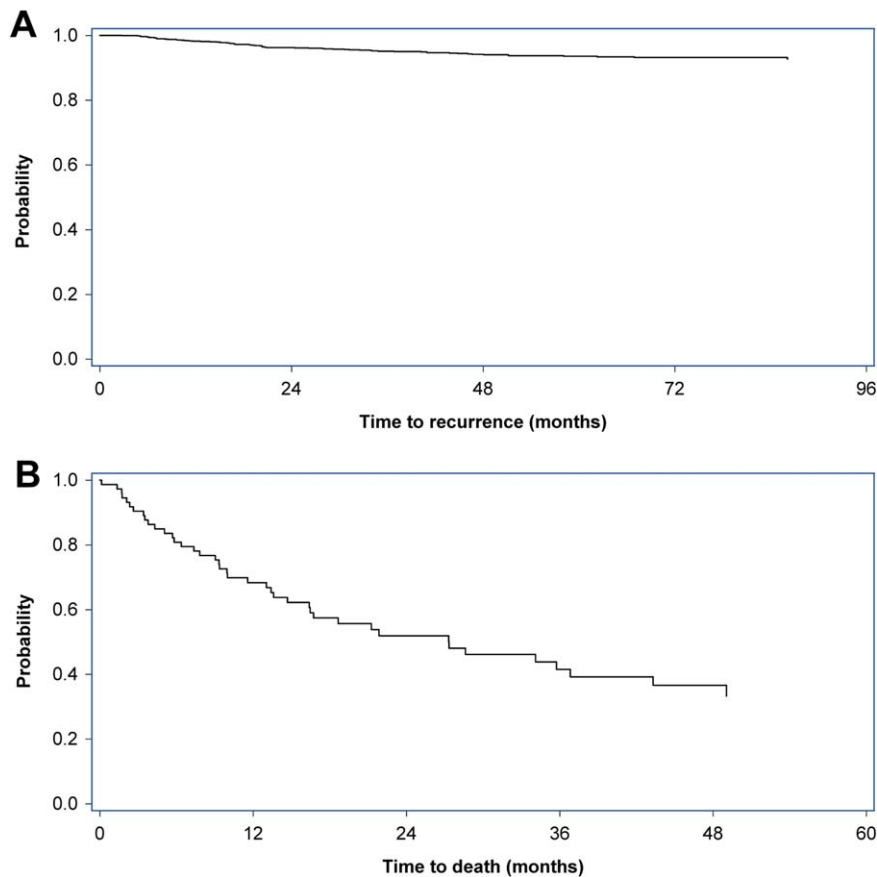 A
1.0
0.8
0.6
0.4
0.2
0.0
Probability
0 24 48 72 96
Time to recurrence (months)
B
1.0
0.8
0.6
0.4
0.2
0.0
Probability
0 12 24 36 48 60
Time to death (months)